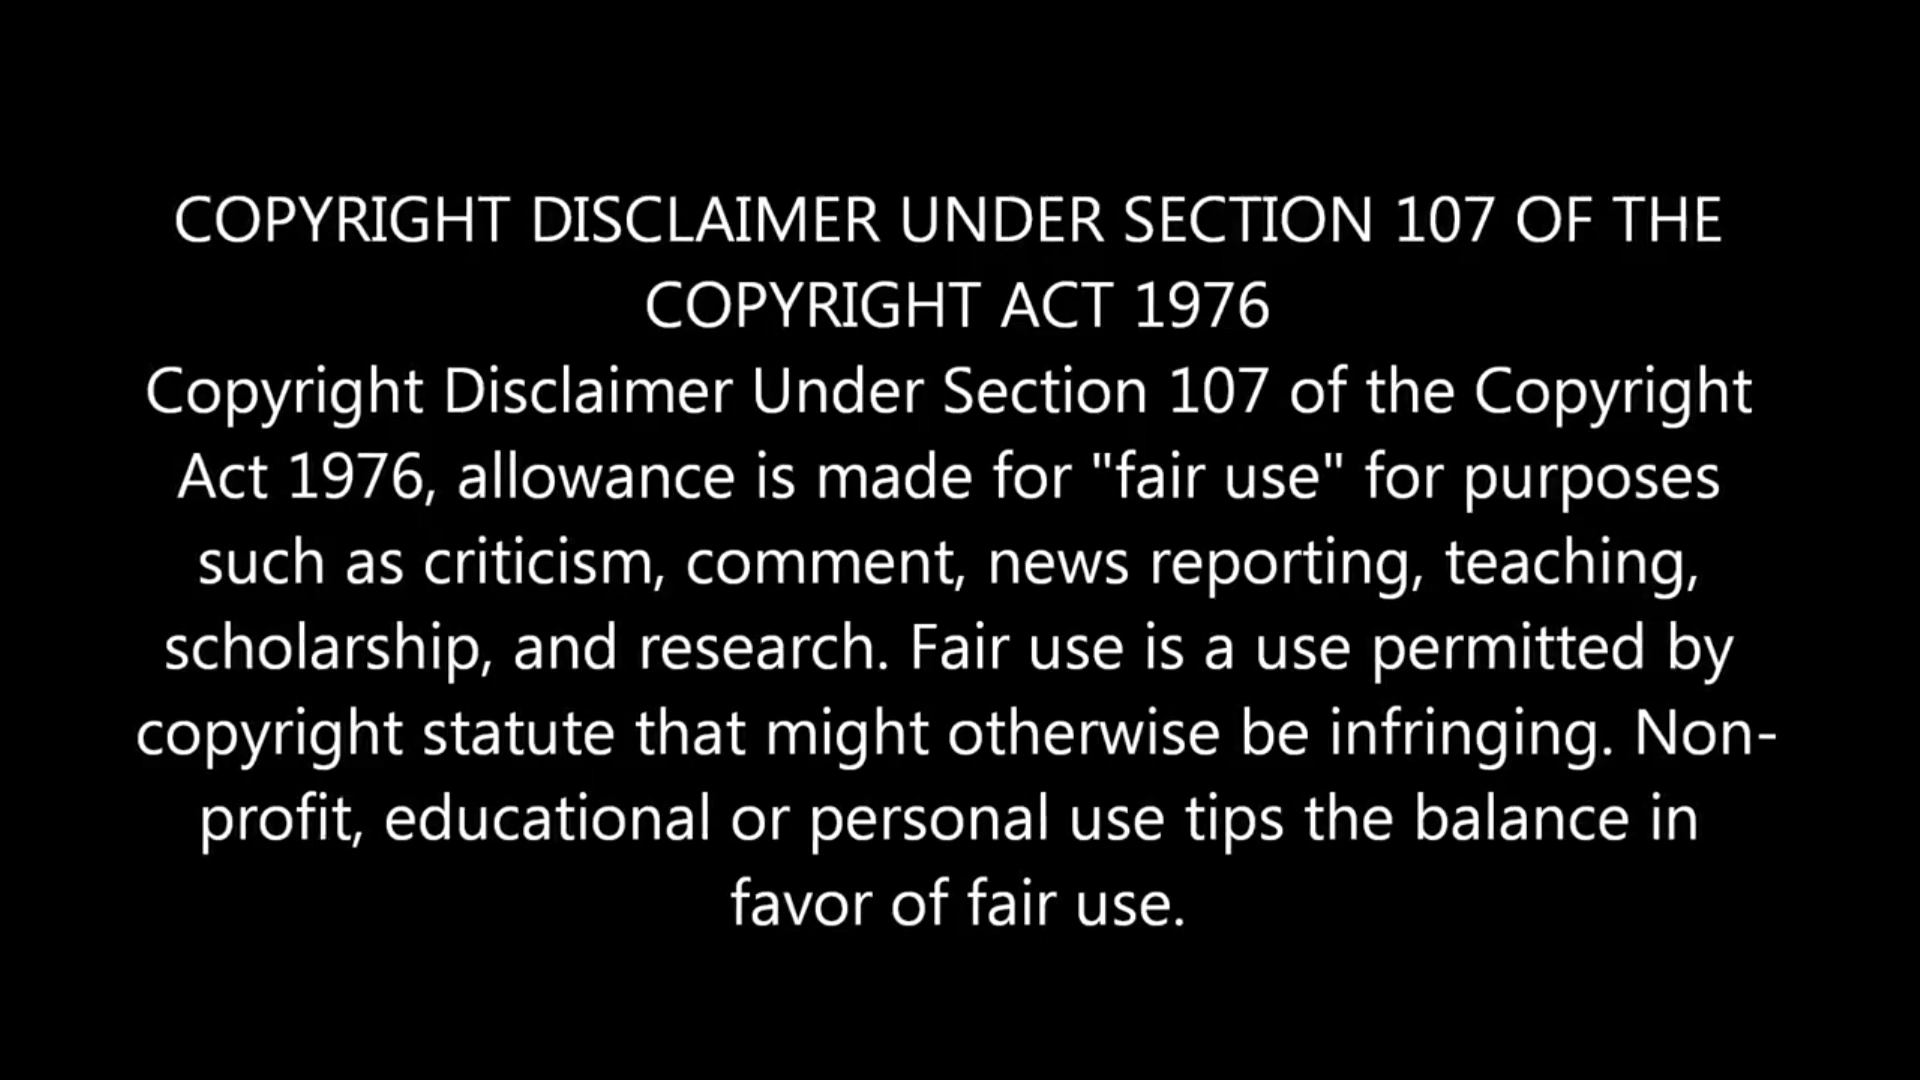 COPYRIGHT DISCLAIMER UNDER SECTION 107 OF THE
COPYRIGHT ACT 1976
Copyright Disclaimer Under Section 107 of the Copyright
Act 1976, allowance is made for "fair use" for purposes
such as criticism, comment, news reporting, teaching,
scholarship, and research. Fair use is a use permitted by
copyright statute that might otherwise be infringing. Non-
profit, educational or personal use tips the balance in
favor of fair use.